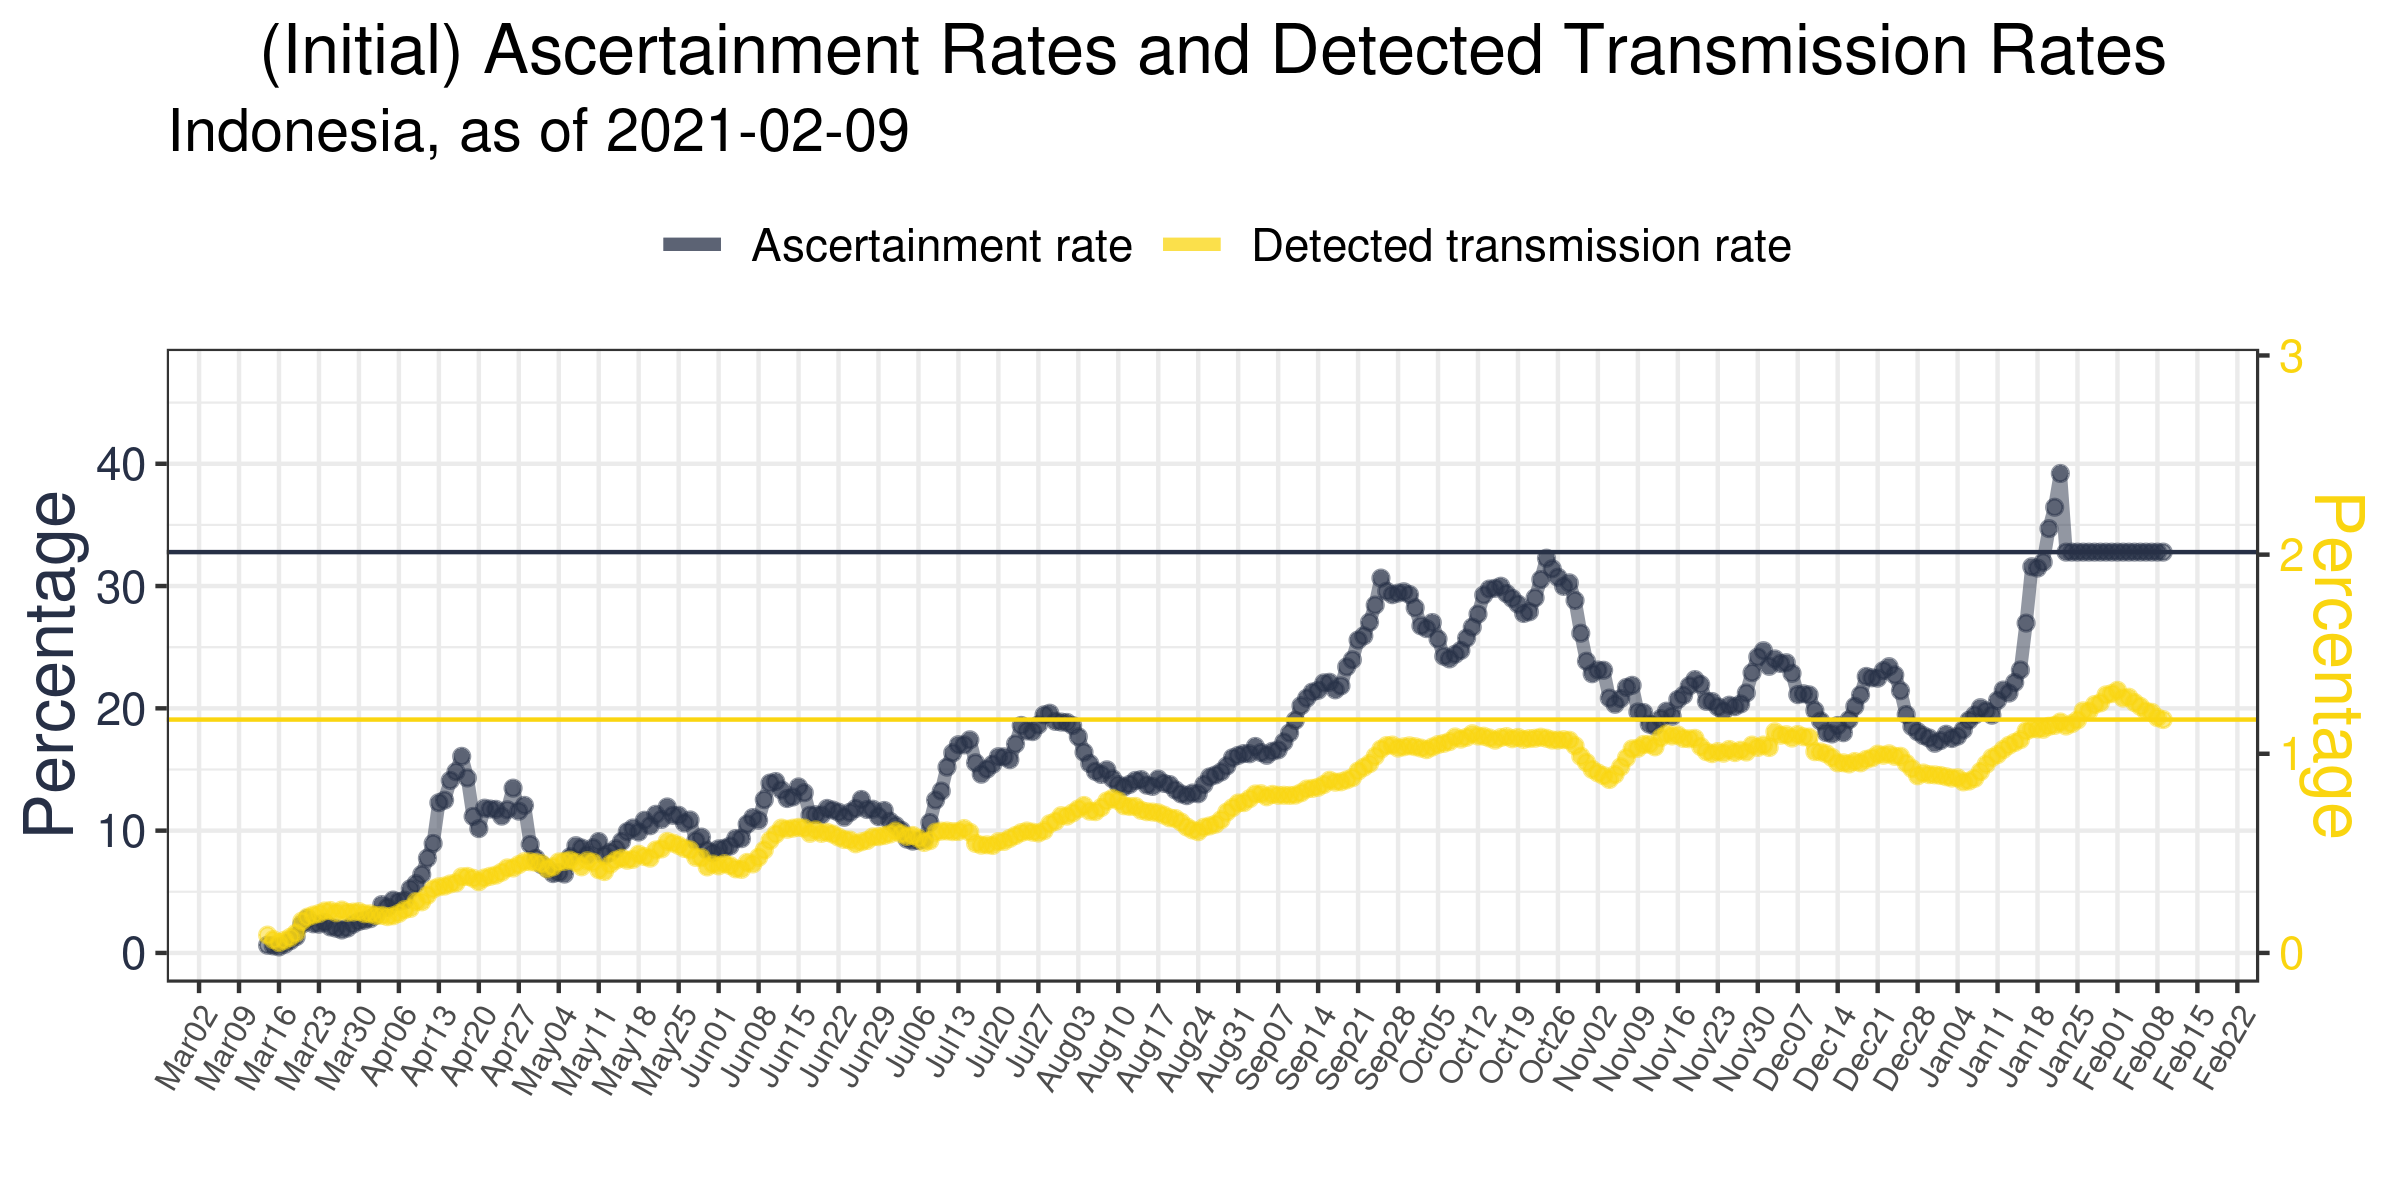 (Initial) Ascertainment Rates and Detected Transmission Rates
Indonesia, as of 2021-02-09
Ascertainment rate
Detected transmission rate
Percentage
40
30
20
10
0
3
2
1
0
Percentage
Mar02
Mar09
Mar16
Mar23
Mar30
Apr06
Apr13
Apr20
Apr27
May04
May11
May18
May25
Jun01
Jun08
Jun15
Jun22
Jun29
Jul06
Jul13
Jul20
Jul27
Aug03
Aug10
Aug17
Aug24
Aug31
Sep07
Sep14
Sep21
Sep28
Oct05
Oct12
Oct19
Oct26
Nov02
Nov09
Nov16
Nov23
Nov30
Dec07
Dec14
Dec21
Dec28
Jan04
Jan11
Jan18
Jan25
Feb01
Feb08
Feb15
Feb22